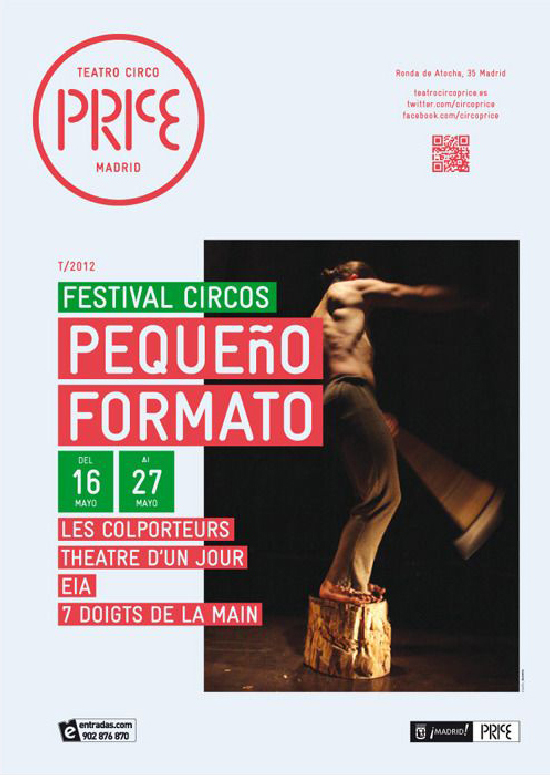 TEATRO CIRCO
PRICE
MADRID
Ronda de Atocha, 35 Madrid
teatrocircoprice.es
twitter.com/circoprice
facebook.com/circoprice
T/2012
FESTIVAL CIRCOS
PEQUEñO
FORMATO
DEL
16
MAYO
Al
27
MAYO
LES COLPORTEURS
THEATRE D'UN JOUR
EIA
7 DOIGTS DE LA MAIN
entradas.com
902 876 870
¡MADRID!
PRICE